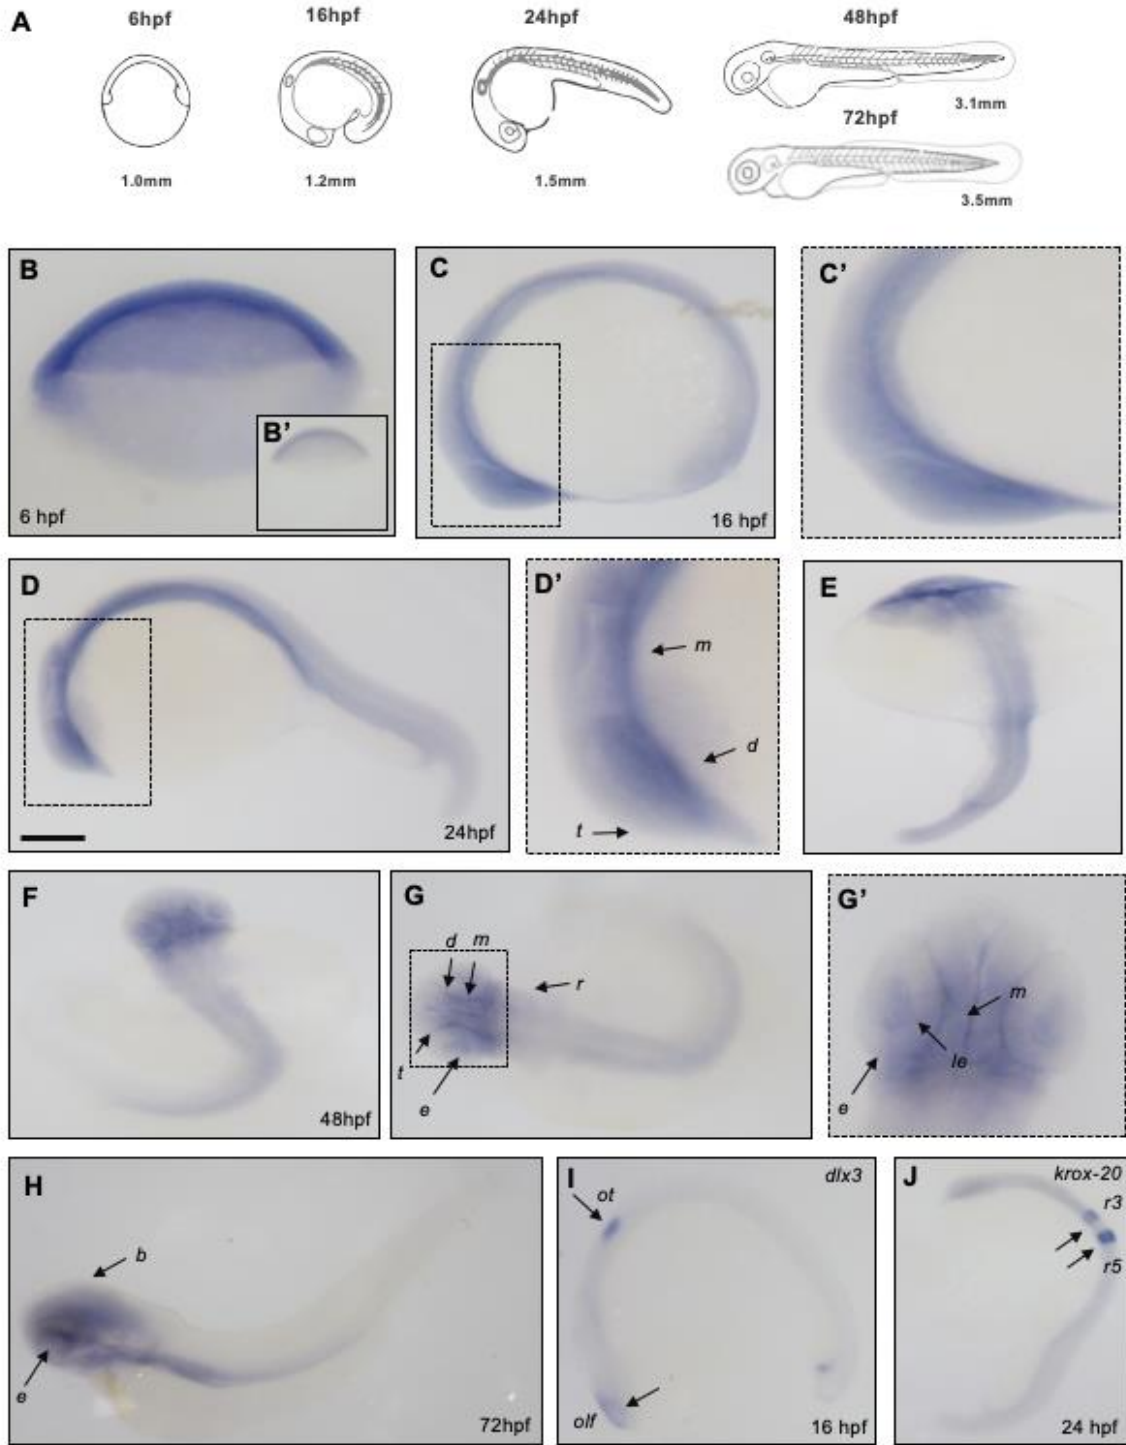 A
6hpf
16hpf
24hpf
48hpf
3.1mm
72hpf
1.0mm
1.2mm
1.5mm
3.5mm
B
C
C’
B’
6 hpf
16 hpf
D
D’
E
m
d
t
24hpf
F
G
G’
d m
r
m
t
le
e
e
48hpf
H
I
ot
dlx3
J
krox-20
r3
b
r5
e
olf
72hpf
16 hpf
24 hpf